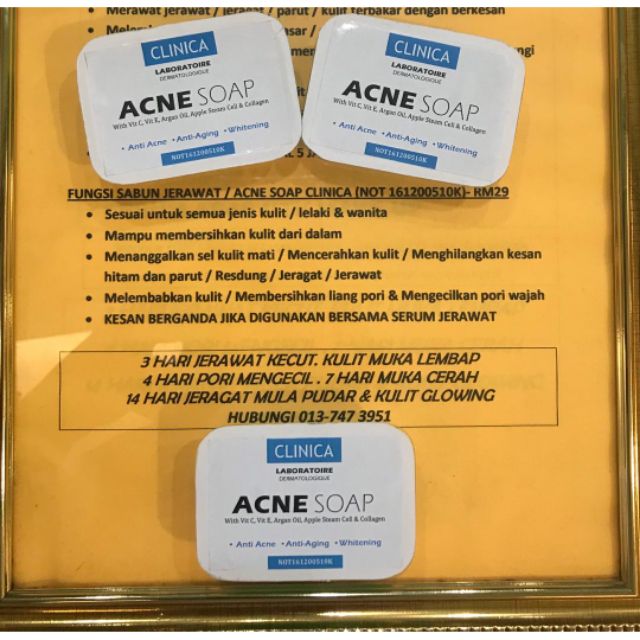 Merawat jerawat / jeragat / parut / kulit terbakar dengan berkesan
CLINICA
LABORATOIRE
DERMATOLOGIQUE
ACNE SOAP
With Vit C, Vit E, Argan Oil, Apple Steam Cell & Collagen
• Anti Acne • Anti-Aging • Whitening
NOT161200510K
CLINICA
LABORATOIRE
DERMATOLOGIQUE
ACNE SOAP
With Vit C, Vit E, Argan Oil, Apple Steam Cell & Collagen
• Anti Acne • Anti-Aging • Whitening
NOT161200510K
FUNGSI SABUN JERAWAT / ACNE SOAP CLINICA (NOT 161200510K)- RM29
• Sesuai untuk semua jenis kulit / lelaki & wanita
• Mampu membersihkan kulit dari dalam
• Menanggalkan sel kulit mati / Mencerahkan kulit / Menghilangkan kesan
hitam dan parut / Resdung / Jeragat / Jerawat
• Melembabkan kulit / Membersihkan liang pori & Mengecilkan pori wajah
• KESAN BERGANDA JIKA DIGUNAKAN BERSAMA SERUM JERAWAT
3 HARI JERAWAT KECUT. KULIT MUKA LEMBAP
4 HARI PORI MENGECIL . 7 HARI MUKA CERAH
14 HARI JERAGAT MULA PUDAR & KULIT GLOWING
HUBUNGI 013-747 3951
CLINICA
LABORATOIRE
DERMATOLOGIQUE
ACNE SOAP
With Vit C, Vit E, Argan Oil, Apple Steam Cell & Collagen
• Anti Acne • Anti-Aging • Whitening
NOT161200510K